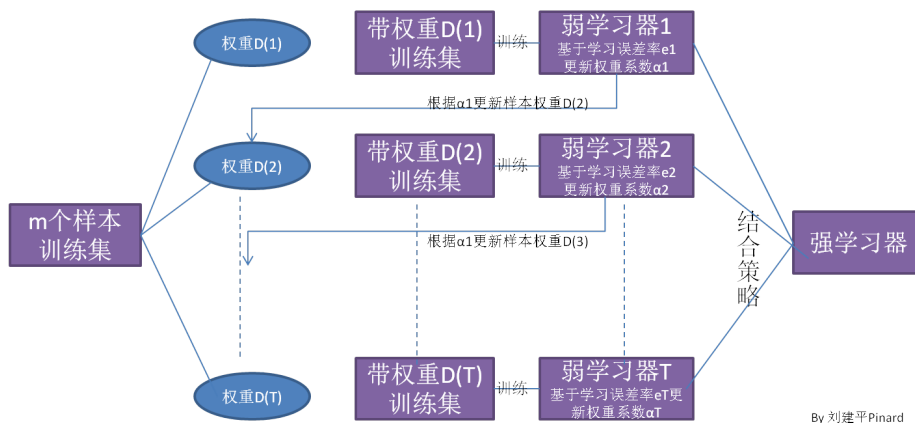 权重D(1)
带权重D(1)
训练集
训练
弱学习器1
基于学习误差率e1
更新权重系数α1
根据α1更新样本权重D(2)
权重D(2)
带权重D(2)
训练集
训练
弱学习器2
基于学习误差率e2
更新权重系数α2
m个样本
训练集
根据α1更新样本权重D(3)
结合策略
强学习器
权重D(T)
带权重D(T)
训练集
训练
弱学习器T
基于学习误差率eT更
新权重系数αT
By 刘建平Pinard